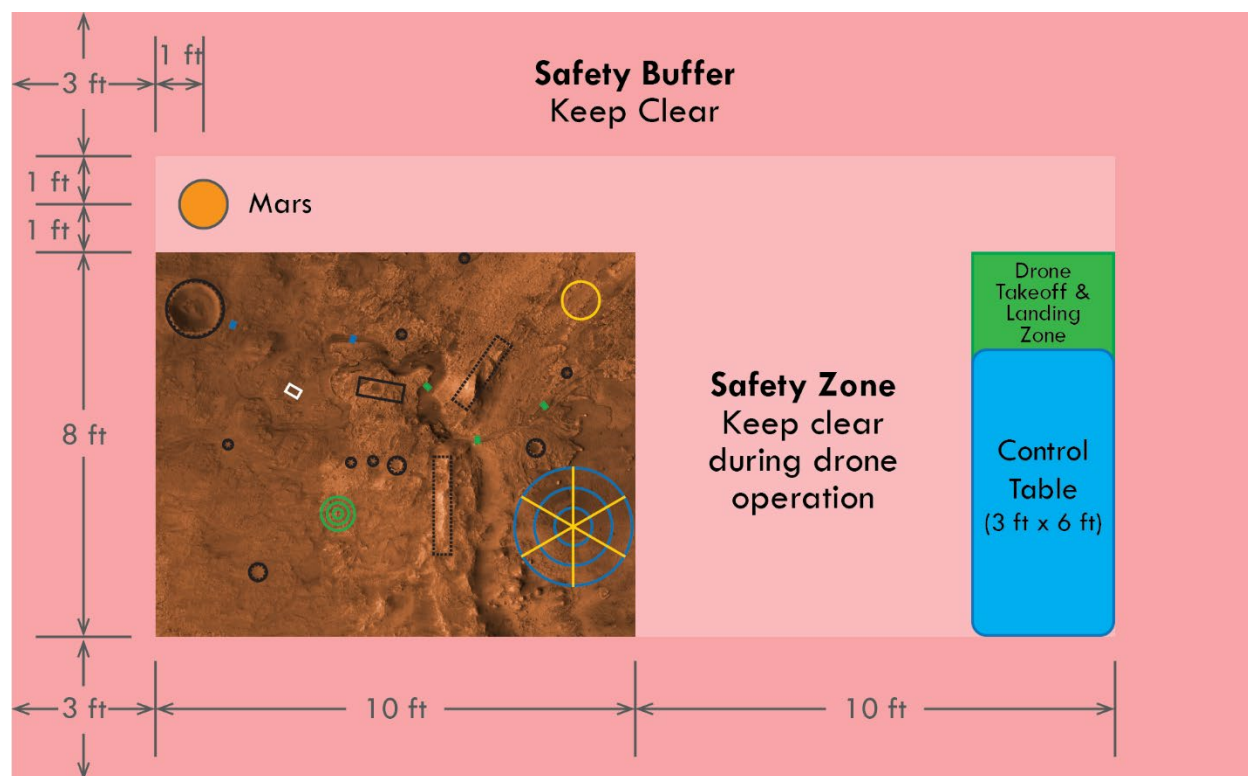 1 ft
3 ft
Safety Buffer
Keep Clear
1 ft
1 ft
Mars
8 ft
Drone
Takeoff &
Landing
Zone
Safety Zone
Keep clear
during drone
operation
Control
Table
(3 ft x 6 ft)
3 ft
10 ft
10 ft